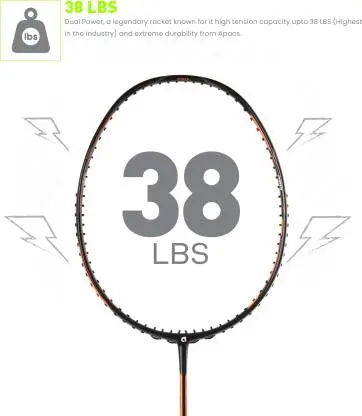 38 LBS
lbs
Dual Power, a legendary racket known for it high tension capacity upto 38 LBS (Highest
in the industry) and extreme durability from Apacs.
38
LBS